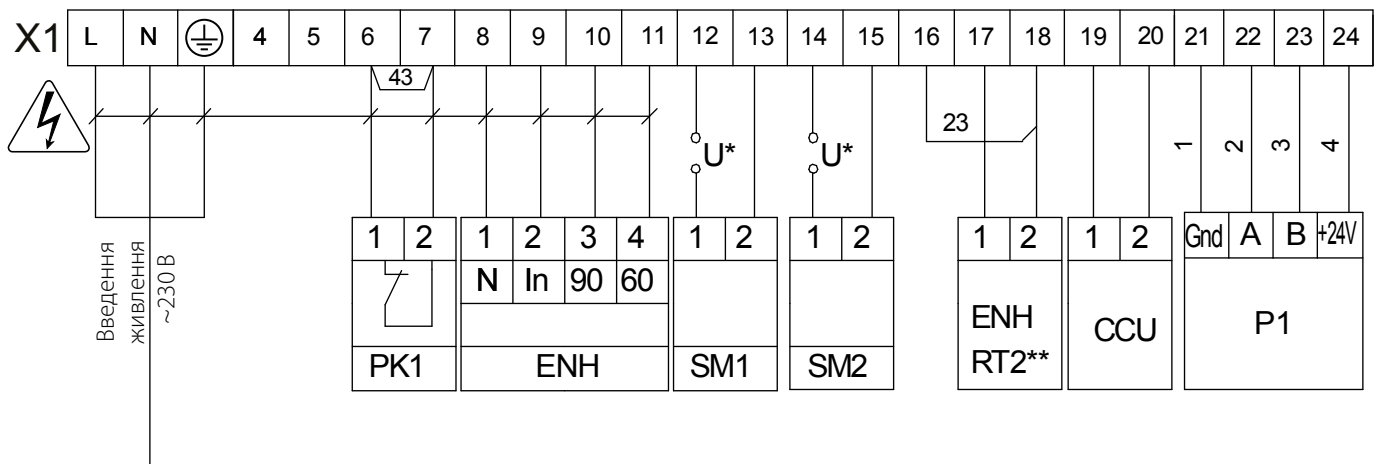 X1 L N 4 5 6 7 8 9 10 11 12 13 14 15 16 17 18 19 20 21 22 23 24
43
23
U* U*
1 2 3 4
Введення
живлення
~230 В
1 2 1 2 3 4 1 2 1 2 1 2 1 2 Gnd A B +24V
N In 90 60
ENH
RT2**
CCU
P1
PK1 ENH SM1 SM2